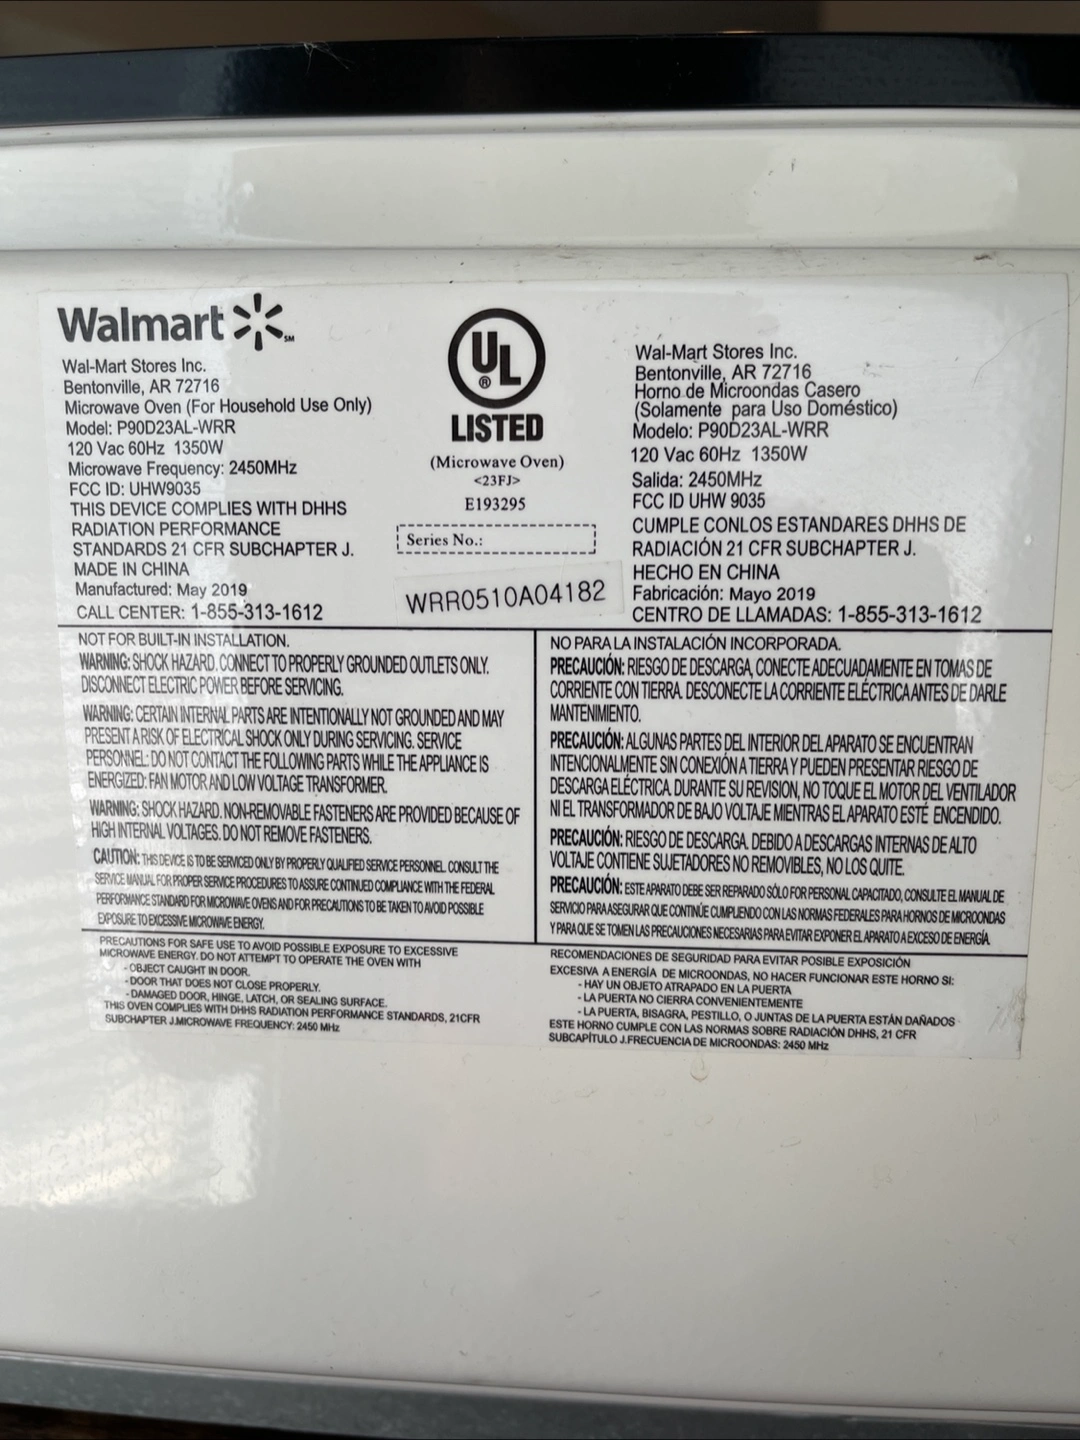 Walmart
SM
Wal-Mart Stores Inc.
Bentonville, AR 72716
Microwave Oven (For Household Use Only)
Model: P90D23AL-WRR
120 Vac 60Hz 1350W
Microwave Frequency: 2450MHz
FCC ID: UHW9035
THIS DEVICE COMPLIES WITH DHHS
RADIATION PERFORMANCE
STANDARDS 21 CFR SUBCHAPTER J.
MADE IN CHINA
Manufactured: May 2019
CALL CENTER: 1-855-313-1612
UL
®
LISTED
(Microwave Oven)
<23FJ>
E193295
Series No.:
WRR0510A04182
Wal-Mart Stores Inc.
Bentonville, AR 72716
Horno de Microondas Casero
(Solamente para Uso Doméstico)
Modelo: P90D23AL-WRR
120 Vac 60Hz 1350W
Salida: 2450MHz
FCC ID UHW 9035
CUMPLE CONLOS ESTANDARES DHHS DE
RADIACIÓN 21 CFR SUBCHAPTER J.
HECHO EN CHINA
Fabricación: Mayo 2019
CENTRO DE LLAMADAS: 1-855-313-1612
NOT FOR BUILT-IN INSTALLATION.
WARNING: SHOCK HAZARD. CONNECT TO PROPERLY GROUNDED OUTLETS ONLY.
DISCONNECT ELECTRIC POWER BEFORE SERVICING.
WARNING: CERTAIN INTERNAL PARTS ARE INTENTIONALLY NOT GROUNDED AND MAY
PRESENT A RISK OF ELECTRICAL SHOCK ONLY DURING SERVICING. SERVICE
PERSONNEL: DO NOT CONTACT THE FOLLOWING PARTS WHILE THE APPLIANCE IS
ENERGIZED: FAN MOTOR AND LOW VOLTAGE TRANSFORMER.
WARNING: SHOCK HAZARD. NON-REMOVABLE FASTENERS ARE PROVIDED BECAUSE OF
HIGH INTERNAL VOLTAGES. DO NOT REMOVE FASTENERS.
CAUTION: THIS DEVICE IS TO BE SERVICED ONLY BY PROPERLY QUALIFIED SERVICE PERSONNEL. CONSULT THE
SERVICE MANUAL FOR PROPER SERVICE PROCEDURES TO ASSURE CONTINUED COMPLIANCE WITH THE FEDERAL
PERFORMANCE STANDARD FOR MICROWAVE OVENS AND FOR PRECAUTIONS TO BE TAKEN TO AVOID POSSIBLE
EXPOSURE TO EXCESSIVE MICROWAVE ENERGY.
NO PARA LA INSTALACIÓN INCORPORADA.
PRECAUCIÓN: RIESGO DE DESCARGA, CONECTE ADECUADAMENTE EN TOMAS DE
CORRIENTE CON TIERRA. DESCONECTE LA CORRIENTE ELÉCTRICA ANTES DE DARLE
MANTENIMIENTO.
PRECAUCIÓN: ALGUNAS PARTES DEL INTERIOR DEL APARATO SE ENCUENTRAN
INTENCIONALMENTE SIN CONEXIÓN A TIERRA Y PUEDEN PRESENTAR RIESGO DE
DESCARGA ELÉCTRICA. DURANTE SU REVISION, NO TOQUE EL MOTOR DEL VENTILADOR
NI EL TRANSFORMADOR DE BAJO VOLTAJE MIENTRAS EL APARATO ESTÉ ENCENDIDO.
PRECAUCIÓN: RIESGO DE DESCARGA. DEBIDO A DESCARGAS INTERNAS DE ALTO
VOLTAJE CONTIENE SUJETADORES NO REMOVIBLES, NO LOS QUITE.
PRECAUCIÓN: ESTE APARATO DEBE SER REPARADO SÓLO FOR PERSONAL CAPACITADO, CONSULTE EL MANUAL DE
SERVICIO PARA ASEGURAR QUE CONTINÚE CUMPLIENDO CON LAS NORMAS FEDERALES PARA HORNOS DE MICROONDAS
Y PARA QUE SE TOMEN LAS PRECAUCIONES NECESARIAS PARA EVITAR EXPONER EL APARATO A EXCESO DE ENERGÍA.
PRECAUTIONS FOR SAFE USE TO AVOID POSSIBLE EXPOSURE TO EXCESSIVE
MICROWAVE ENERGY. DO NOT ATTEMPT TO OPERATE THE OVEN WITH
- OBJECT CAUGHT IN DOOR.
- DOOR THAT DOES NOT CLOSE PROPERLY.
- DAMAGED DOOR, HINGE, LATCH, OR SEALING SURFACE.
THIS OVEN COMPLIES WITH DHHS RADIATION PERFORMANCE STANDARDS, 21CFR
SUBCHAPTER J.MICROWAVE FREQUENCY: 2450 MHz
RECOMENDACIONES DE SEGURIDAD PARA EVITAR POSIBLE EXPOSICIÓN
EXCESIVA A ENERGÍA DE MICROONDAS, NO HACER FUNCIONAR ESTE HORNO SI:
- HAY UN OBJETO ATRAPADO EN LA PUERTA
- LA PUERTA NO CIERRA CONVENIENTEMENTE
- LA PUERTA, BISAGRA, PESTILLO, O JUNTAS DE LA PUERTA ESTÁN DAÑADOS
ESTE HORNO CUMPLE CON LAS NORMAS SOBRE RADIACIÓN DHHS, 21 CFR
SUBCAPÍTULO J.FRECUENCIA DE MICROONDAS: 2450 MHz